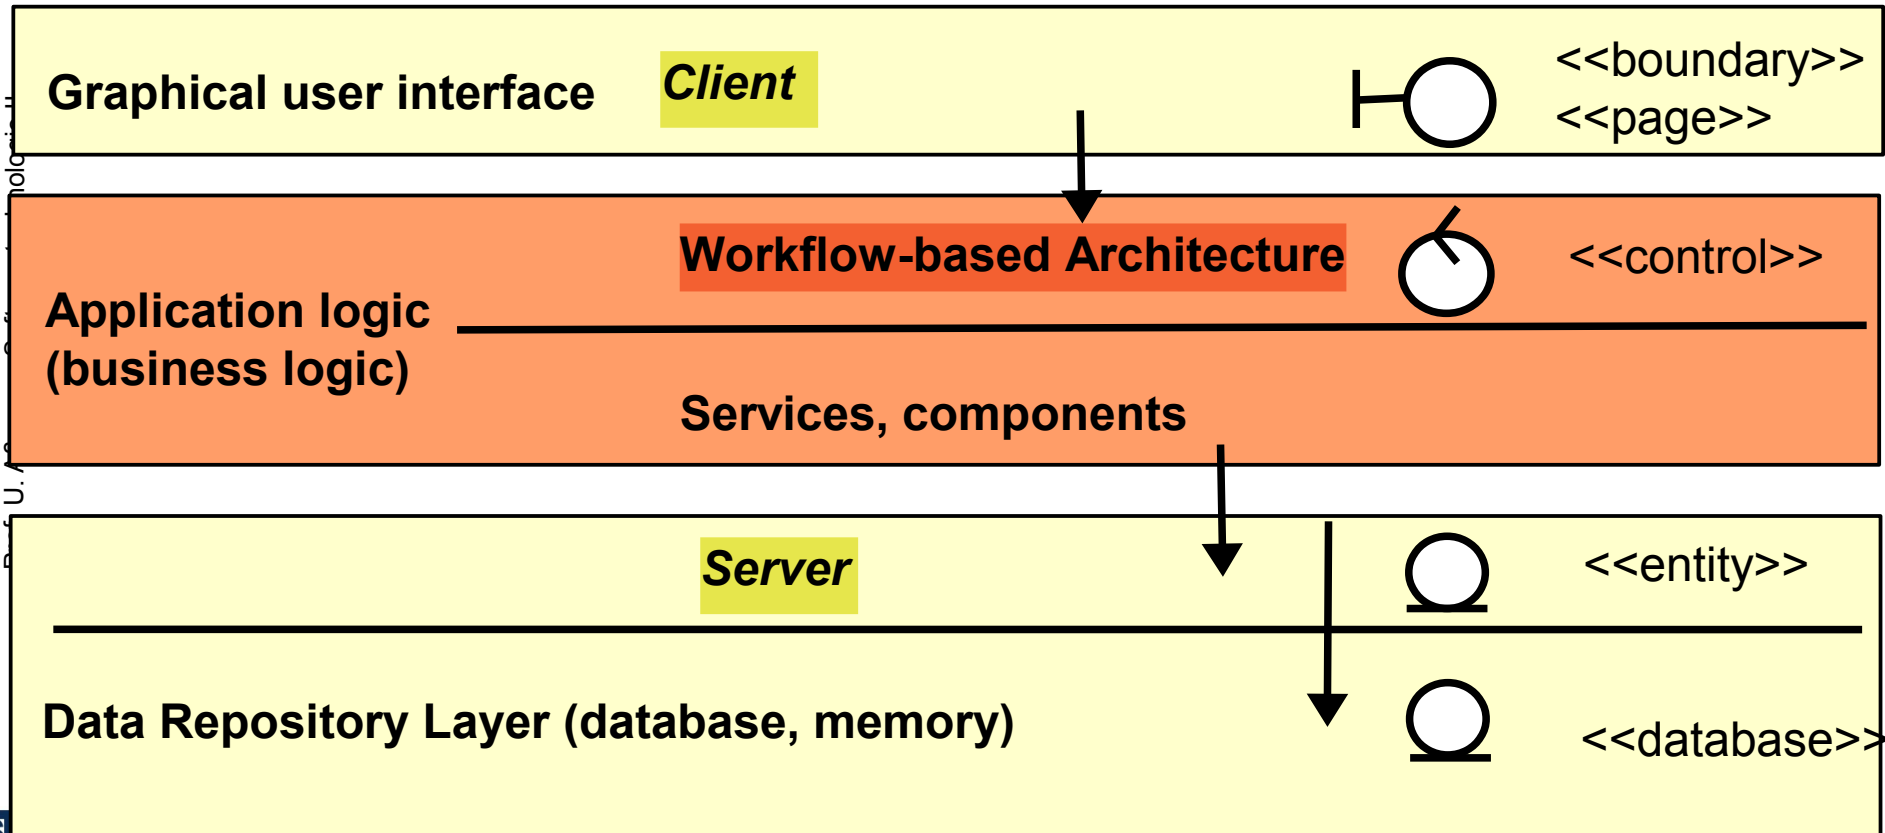 Graphical user interface
Client
<<boundary>>
<<page>>
Workflow-based Architecture
<<control>>
Application logic
(business logic)
Services, components
Server
<<entity>>
Data Repository Layer (database, memory)
<<database>>
U.